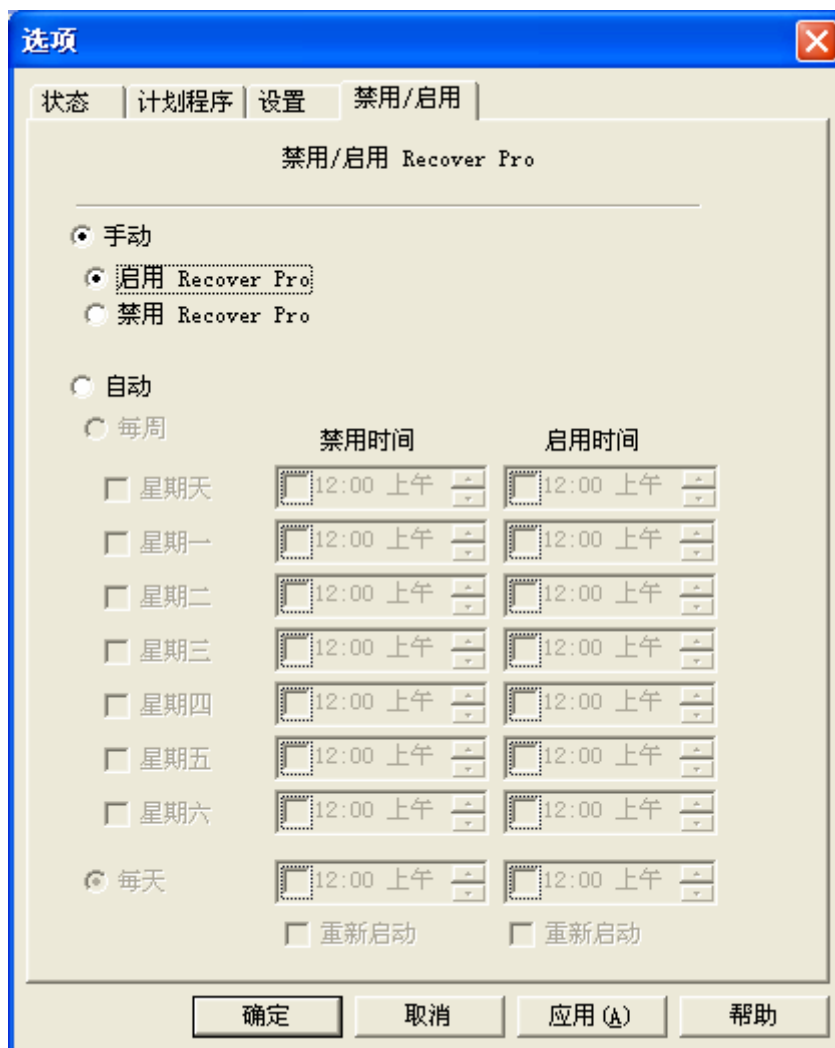 选项
状态 计划程序 设置 禁用/启用
禁用/启用 Recover Pro
手动
启用 Recover Pro
禁用 Recover Pro
自动
每周 禁用时间 启用时间
星期天 12:00 上午 12:00 上午
星期一 12:00 上午 12:00 上午
星期二 12:00 上午 12:00 上午
星期三 12:00 上午 12:00 上午
星期四 12:00 上午 12:00 上午
星期五 12:00 上午 12:00 上午
星期六 12:00 上午 12:00 上午
每天 12:00 上午 12:00 上午
重新启动 重新启动
确定 取消 应用(A) 帮助